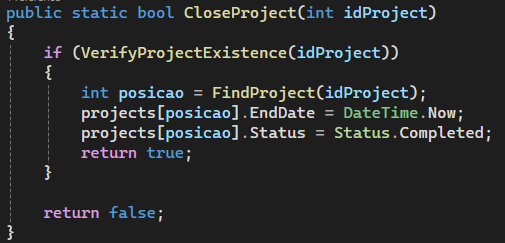 public static bool CloseProject(int idProject)
{
    if (VerifyProjectExistence(idProject))
    {
        int posicao = FindProject(idProject);
        projects[posicao].EndDate = DateTime.Now;
        projects[posicao].Status = Status.Completed;
        return true;
    }

    return false;
}